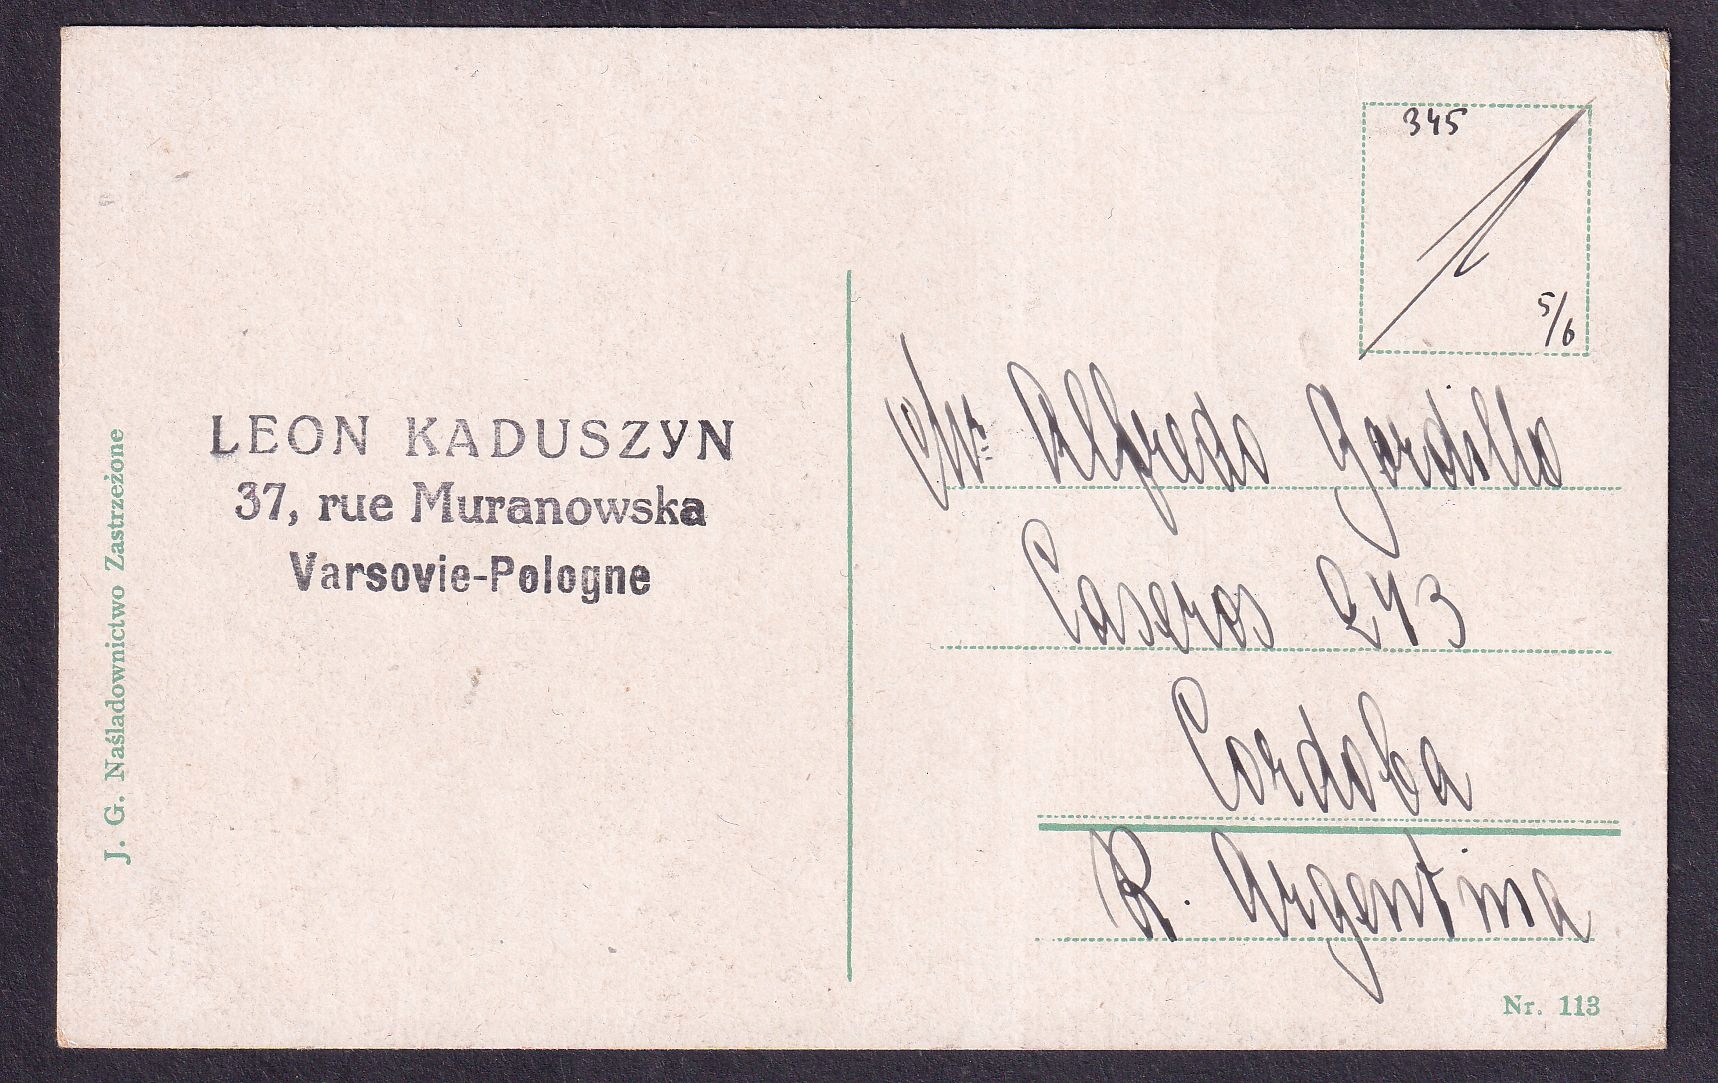 J. G. Naśladownictwo Zastrzeżone
LEON KADUSZYN
37, rue Muranowska
Varsovie-Pologne
345
5/6
Mr. Alfredo Gordillo
Caseros 243
Cordoba
R. Argentina
Nr. 113